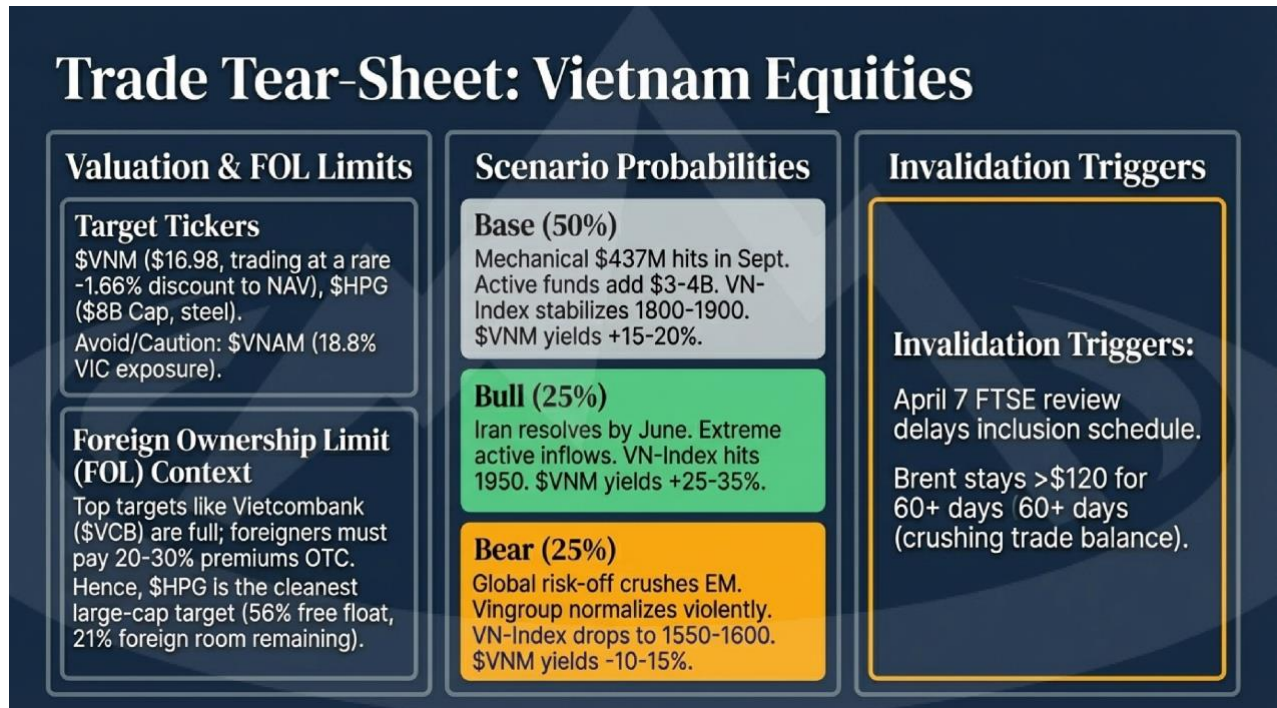 Trade Tear-Sheet: Vietnam Equities
Valuation & FOL Limits
Target Tickers
$VNM ($16.98, trading at a rare
-1.66% discount to NAV), $HPG
($8B Cap, steel).
Avoid/Caution: $VNAM (18.8%
VIC exposure).
Foreign Ownership Limit
(FOL) Context
Top targets like Vietcombank
($VCB) are full; foreigners must
pay 20-30% premiums OTC.
Hence, $HPG is the cleanest
large-cap target (56% free float,
21% foreign room remaining).
Scenario Probabilities
Base (50%)
Mechanical $437M hits in Sept.
Active funds add $3-4B. VN-
Index stabilizes 1800-1900.
$VNM yields +15-20%.
Bull (25%)
Iran resolves by June. Extreme
active inflows. VN-Index hits
1950. $VNM yields +25-35%.
Bear (25%)
Global risk-off crushes EM.
Vingroup normalizes violently.
VN-Index drops to 1550-1600.
$VNM yields -10-15%.
Invalidation Triggers
Invalidation Triggers:
April 7 FTSE review
delays inclusion schedule.
Brent stays >$120 for
60+ days (60+ days
(crushing trade balance).